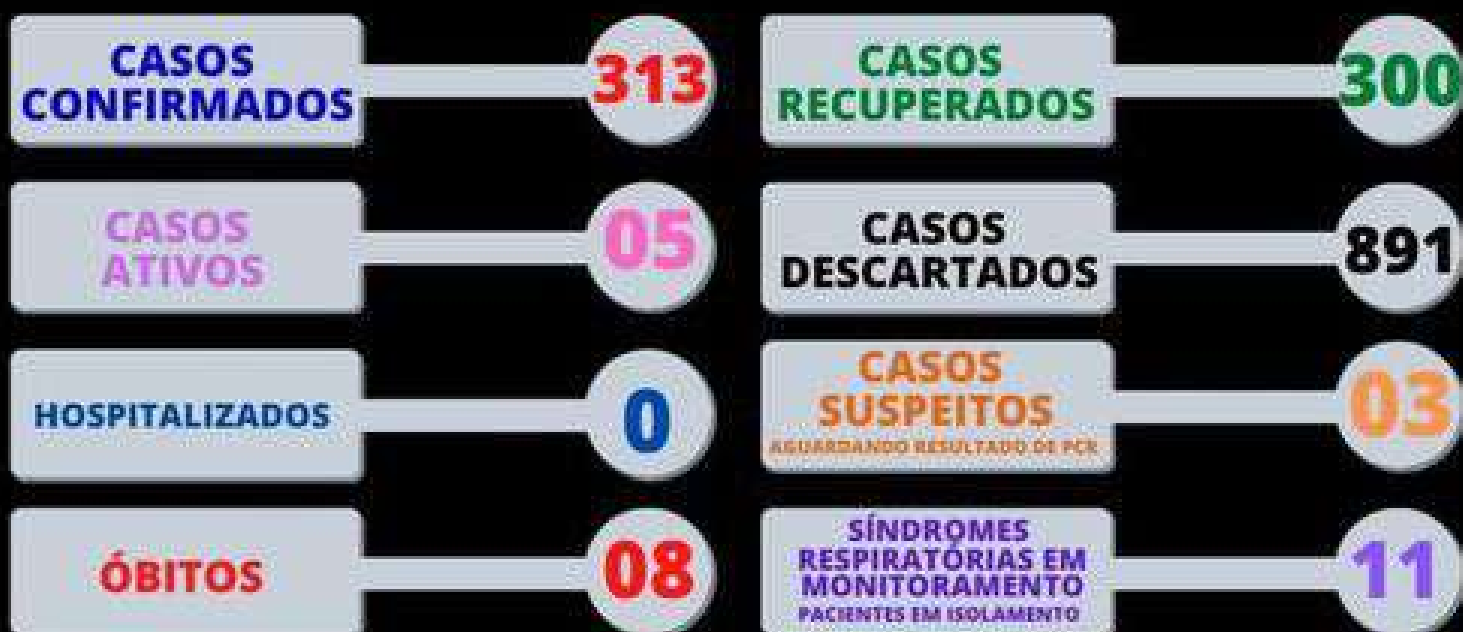 CASOS
CONFIRMADOS
313
CASOS
RECUPERADOS
300
CASOS
ATIVOS
05
CASOS
DESCARTADOS
891
HOSPITALIZADOS
0
CASOS
SUSPEITOS
AGUARDANDO RESULTADO DE PCR
03
ÓBITOS
08
SÍNDROMES
RESPIRATÓRIAS EM
MONITORAMENTO
PACIENTES EM ISOLAMENTO
11